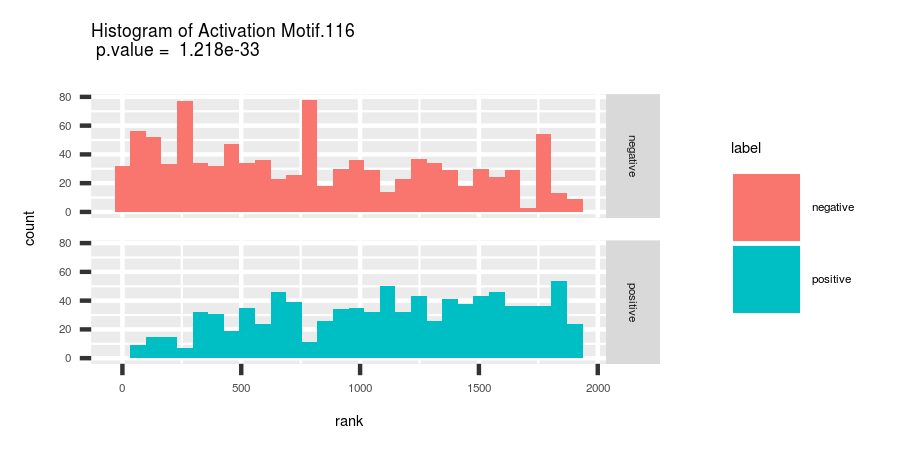 Histogram of Activation Motif.116
p.value = 1.218e-33
count
80
60
40
20
0
negative
80
60
40
20
0
positive
0 500 1000 1500 2000
rank
label
negative
positive